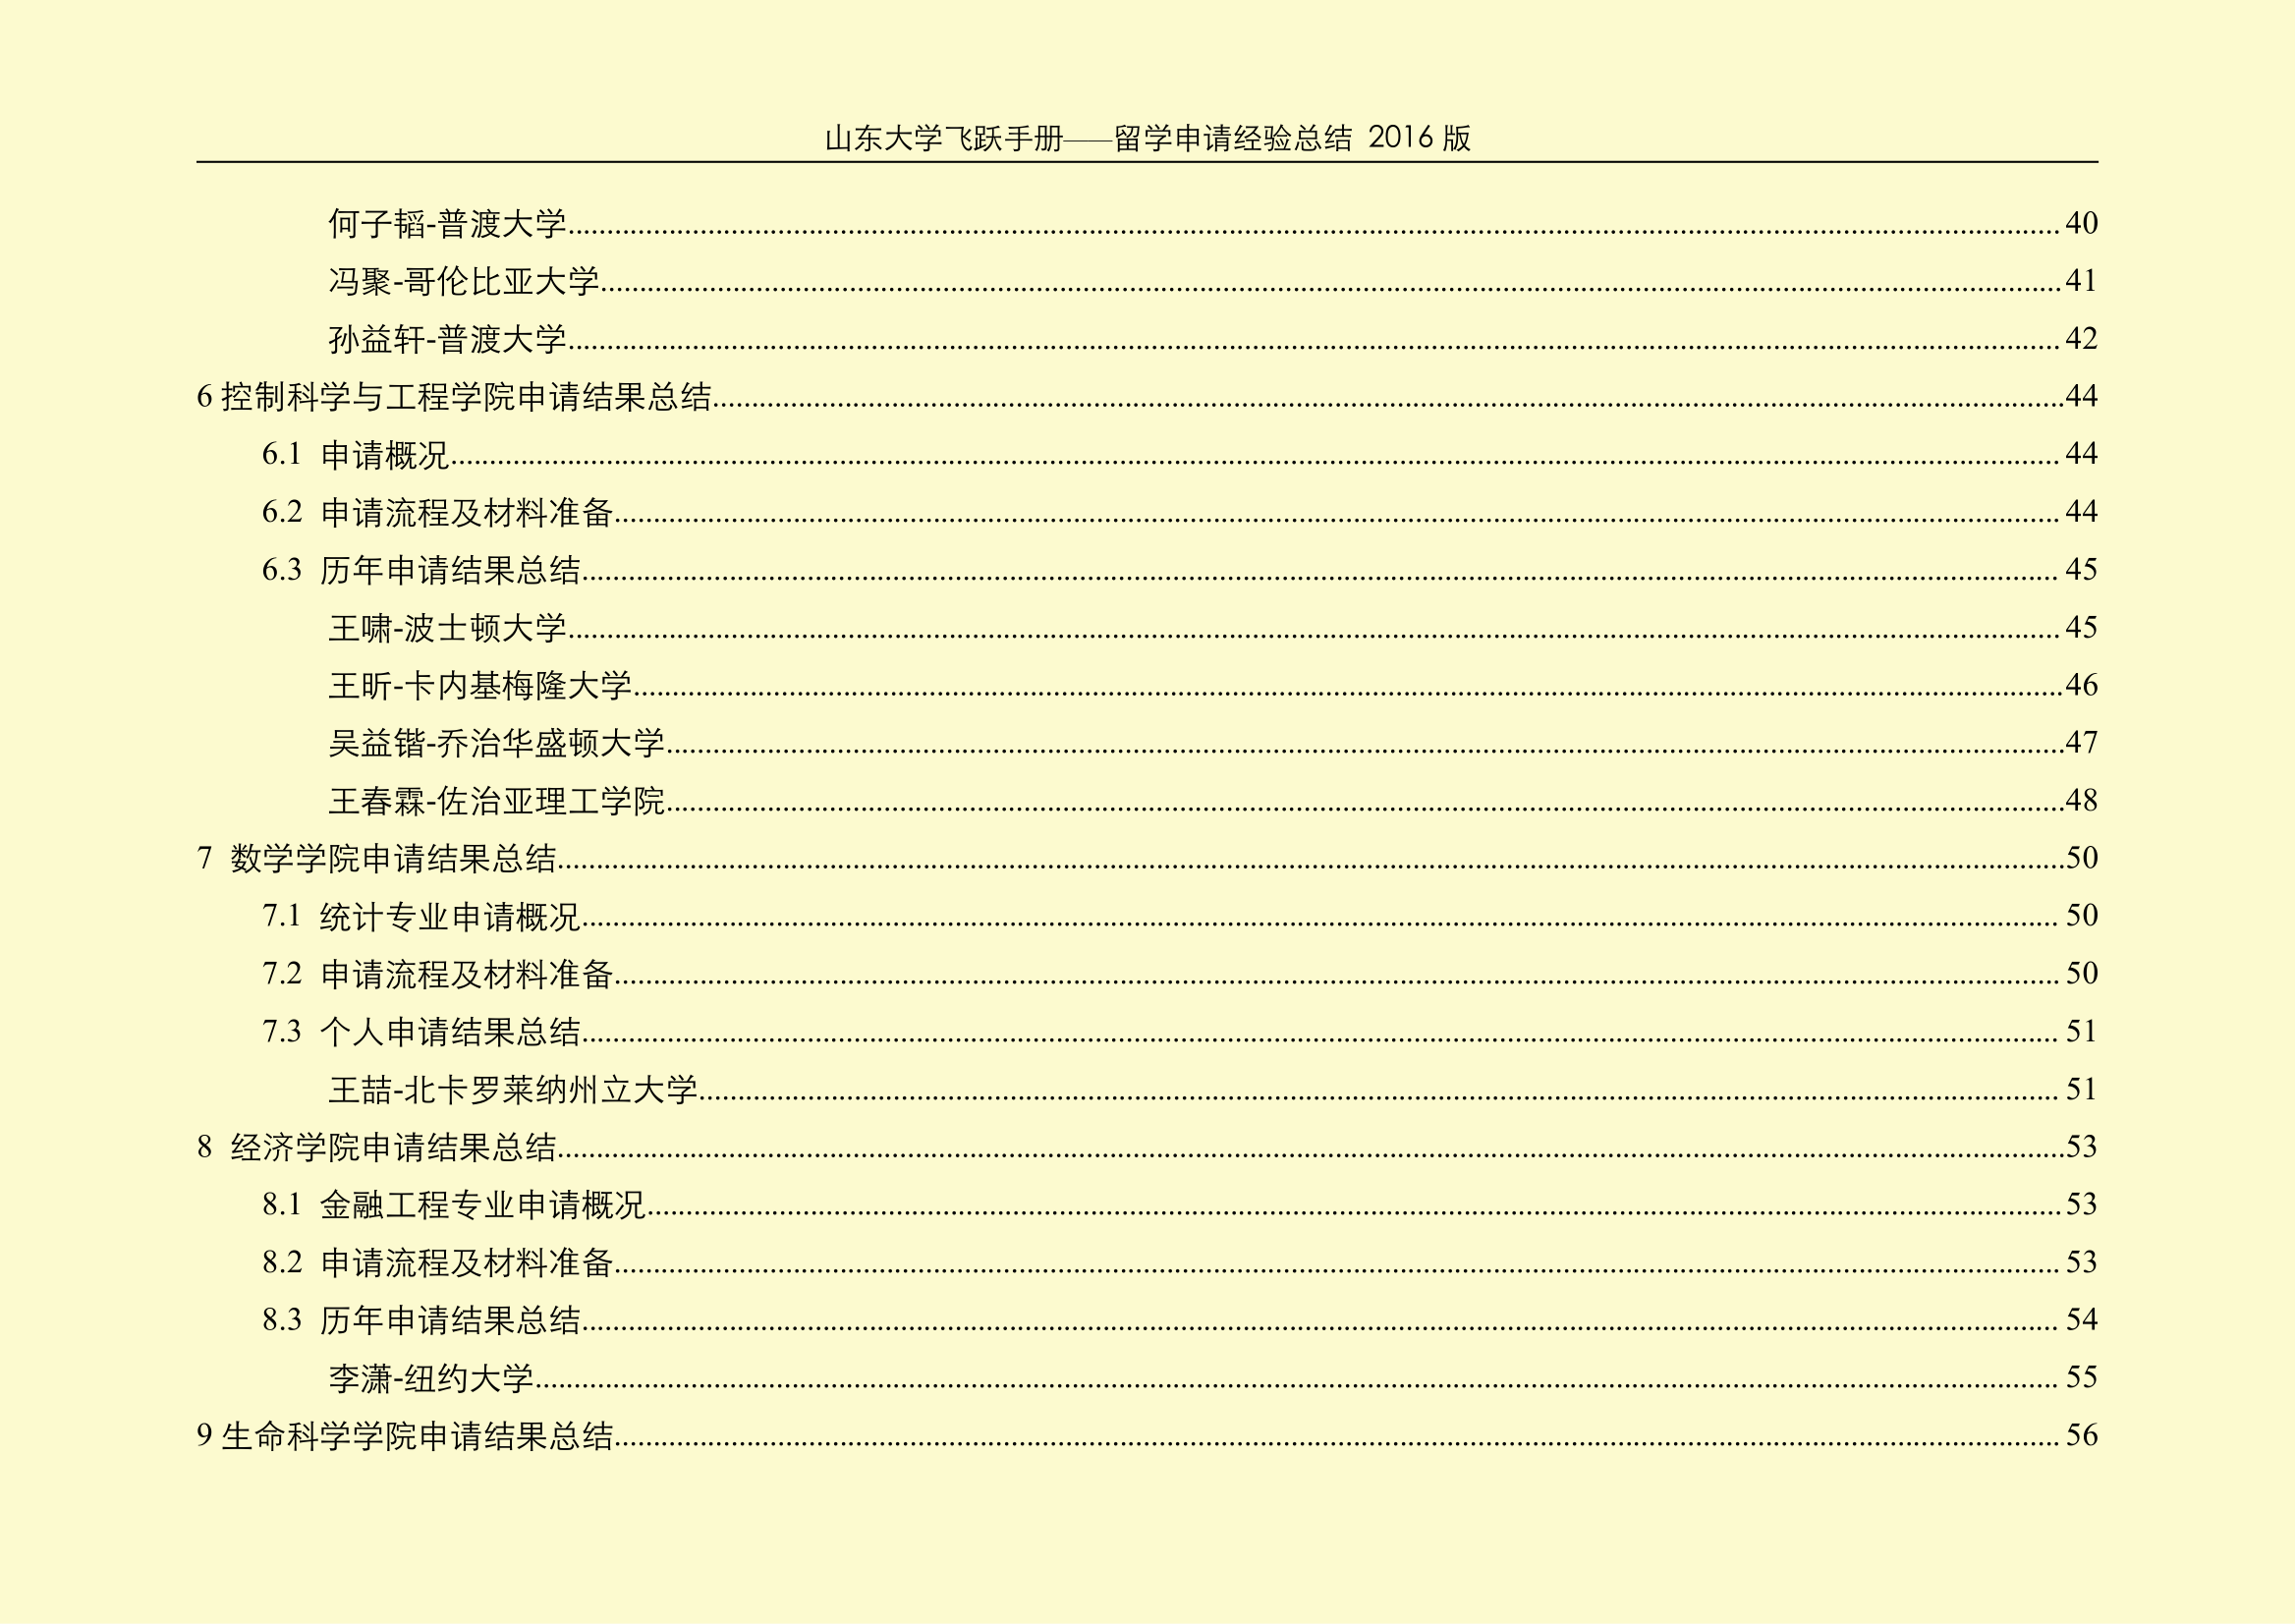 山东大学飞跃手册——留学申请经验总结 2016 版
何子韬-普渡大学 40
冯聚-哥伦比亚大学 41
孙益轩-普渡大学 42
6 控制科学与工程学院申请结果总结 44
6.1 申请概况 44
6.2 申请流程及材料准备 44
6.3 历年申请结果总结 45
王啸-波士顿大学 45
王昕-卡内基梅隆大学 46
吴益锴-乔治华盛顿大学 47
王春霖-佐治亚理工学院 48
7 数学学院申请结果总结 50
7.1 统计专业申请概况 50
7.2 申请流程及材料准备 50
7.3 个人申请结果总结 51
王喆-北卡罗莱纳州立大学 51
8 经济学院申请结果总结 53
8.1 金融工程专业申请概况 53
8.2 申请流程及材料准备 53
8.3 历年申请结果总结 54
李潇-纽约大学 55
9 生命科学学院申请结果总结 56